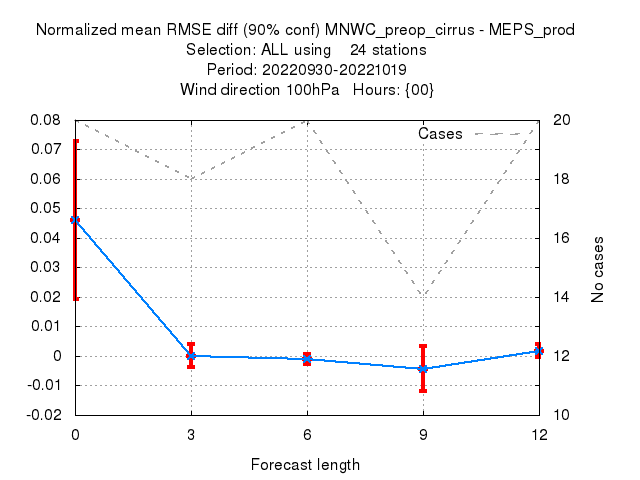 Normalized mean RMSE diff (90% conf) MNWC_preop_cirrus - MEPS_prod
Selection: ALL using    24 stations
Period: 20220930-20221019
Wind direction 100hPa   Hours: {00}
Cases
0.08
0.07
0.06
0.05
0.04
0.03
0.02
0.01
0
-0.01
-0.02
20
18
16
14
12
10
No cases
0 3 6 9 12
Forecast length